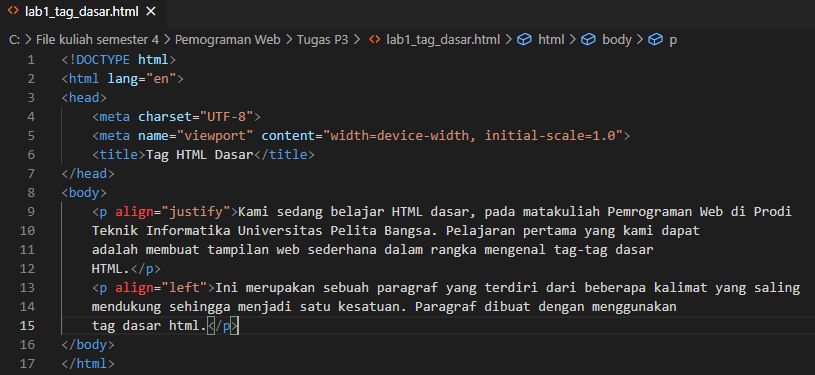 lab1_tag_dasar.html ×
C: > File kuliah semester 4 > Pemograman Web > Tugas P3 > lab1_tag_dasar.html > html > body > p
1 <!DOCTYPE html>
2 <html lang="en">
3 <head>
4 <meta charset="UTF-8">
5 <meta name="viewport" content="width=device-width, initial-scale=1.0">
6 <title>Tag HTML Dasar</title>
7 </head>
8 <body>
9 <p align="justify">Kami sedang belajar HTML dasar, pada matakuliah Pemrograman Web di Prodi
10 Teknik Informatika Universitas Pelita Bangsa. Pelajaran pertama yang kami dapat
11 adalah membuat tampilan web sederhana dalam rangka mengenal tag-tag dasar
12 HTML.</p>
13 <p align="left">Ini merupakan sebuah paragraf yang terdiri dari beberapa kalimat yang saling
14 mendukung sehingga menjadi satu kesatuan. Paragraf dibuat dengan menggunakan
15 tag dasar html.</p>
16 </body>
17 </html>